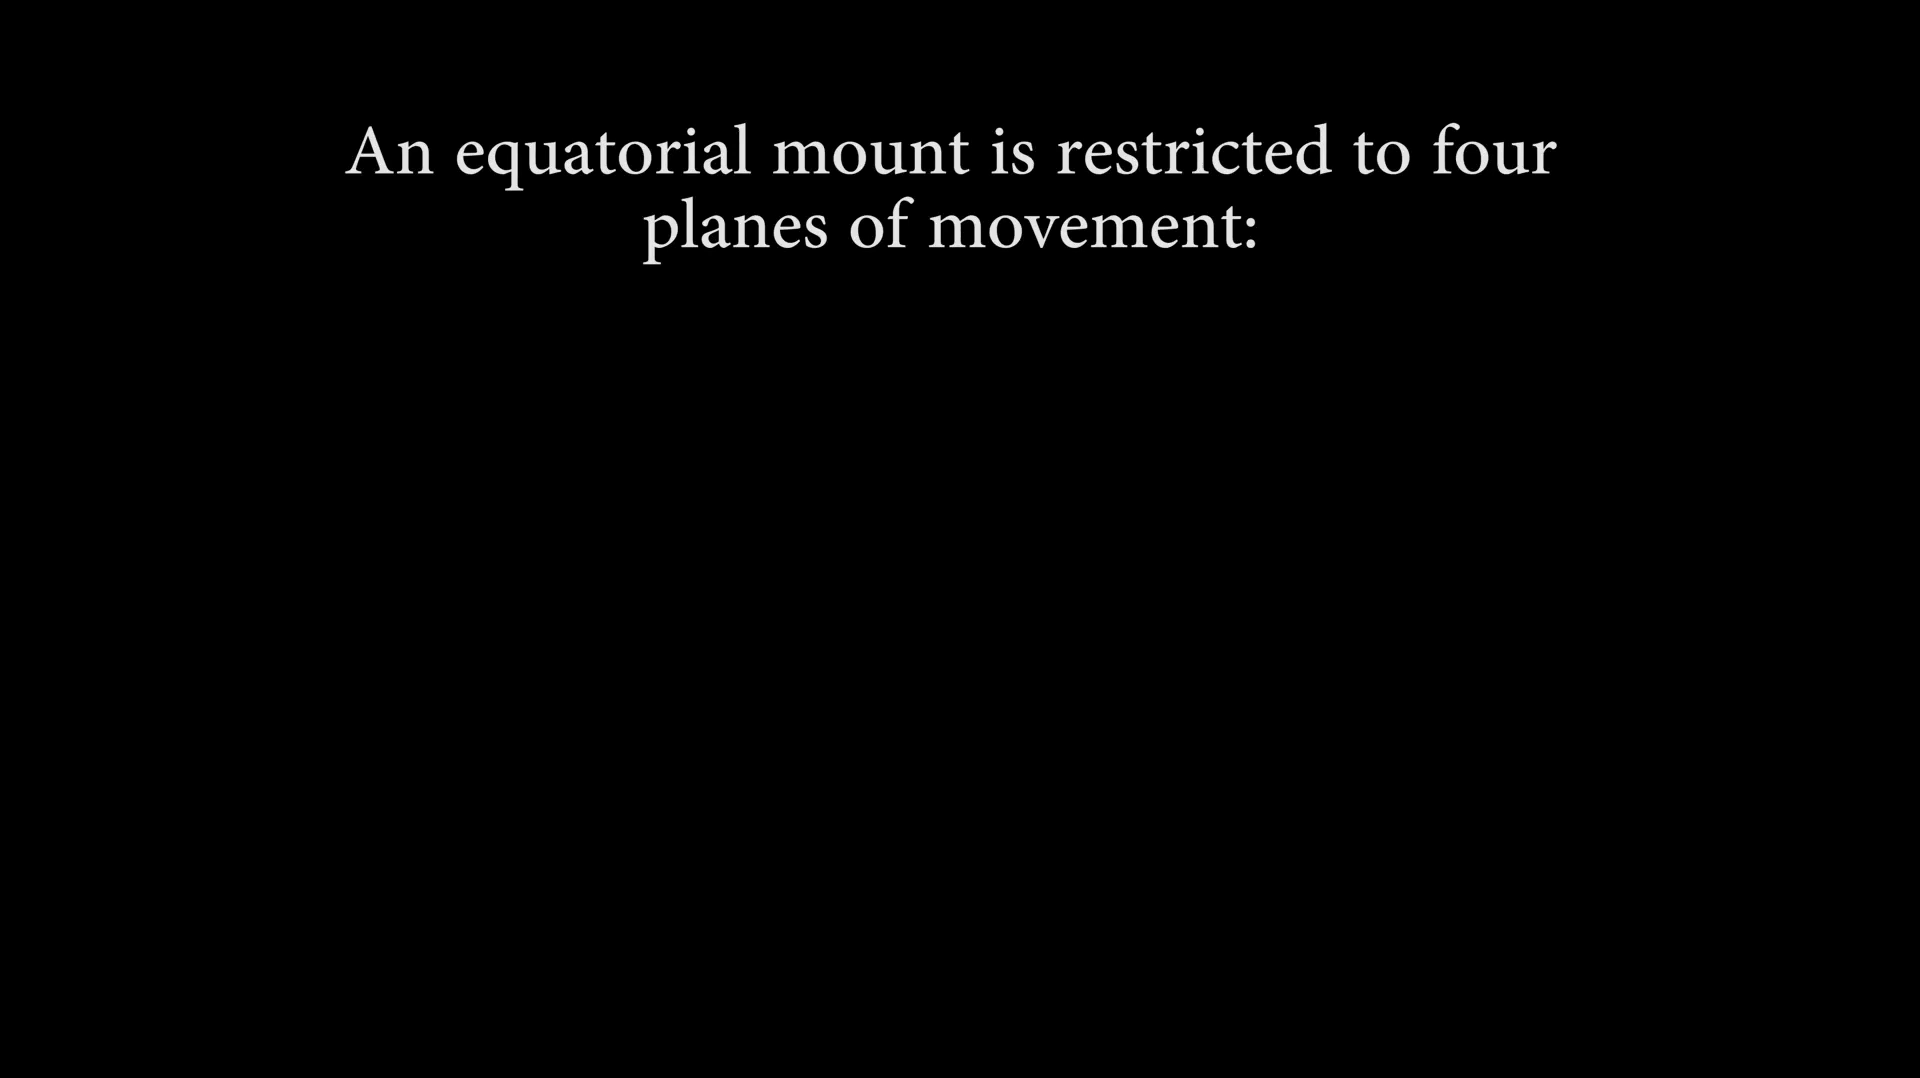 An equatorial mount is restricted to four
planes of movement: